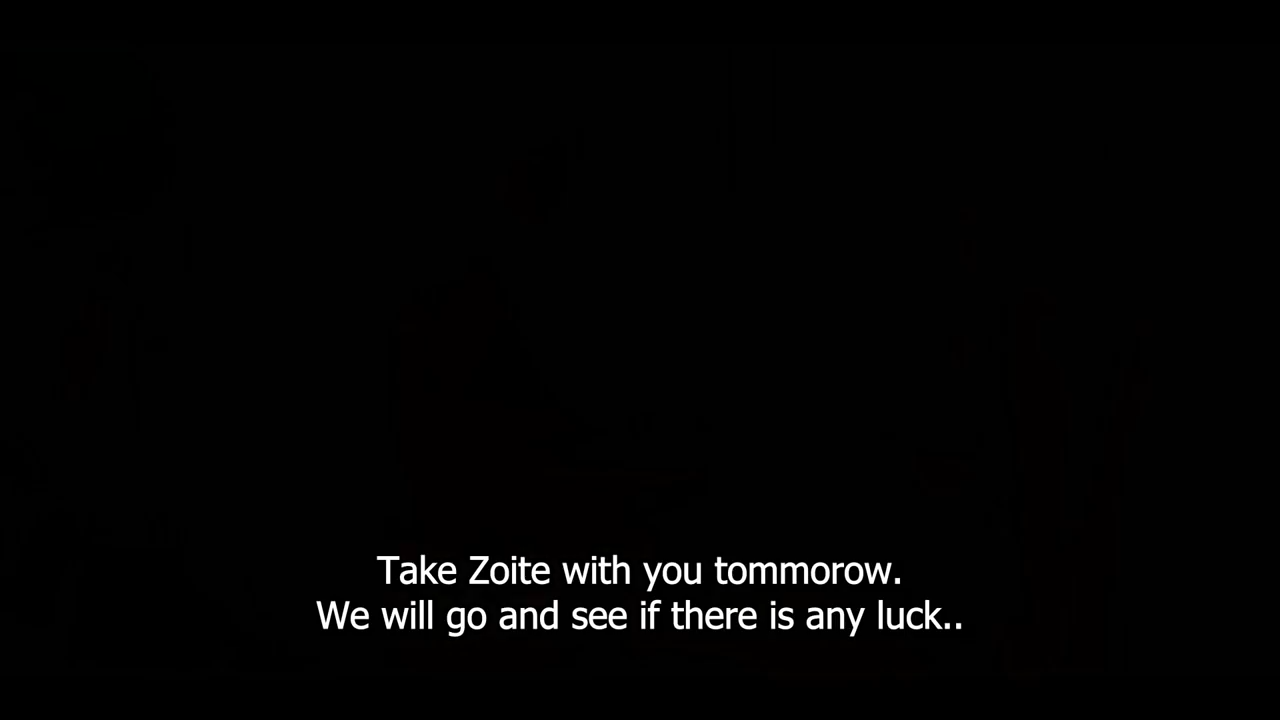 Take Zoite with you tommorow.
We will go and see if there is any luck..